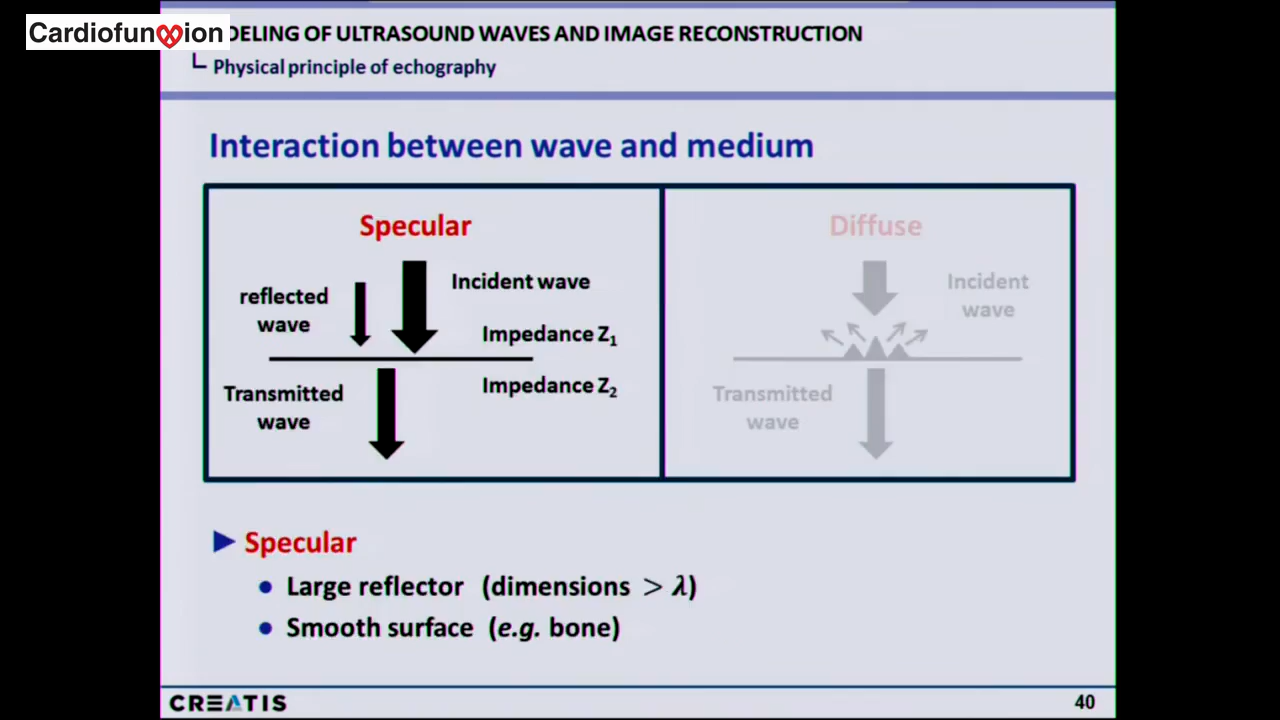 Cardiofunxion
DELING OF ULTRASOUND WAVES AND IMAGE RECONSTRUCTION
Physical principle of echography
Interaction between wave and medium
Specular
reflected
wave
Incident wave
Impedance Z₁
Transmitted
wave
Impedance Z₂
Diffuse
Incident
wave
Transmitted
wave
Specular
Large reflector (dimensions > λ)
Smooth surface (e.g. bone)
CREATIS
40